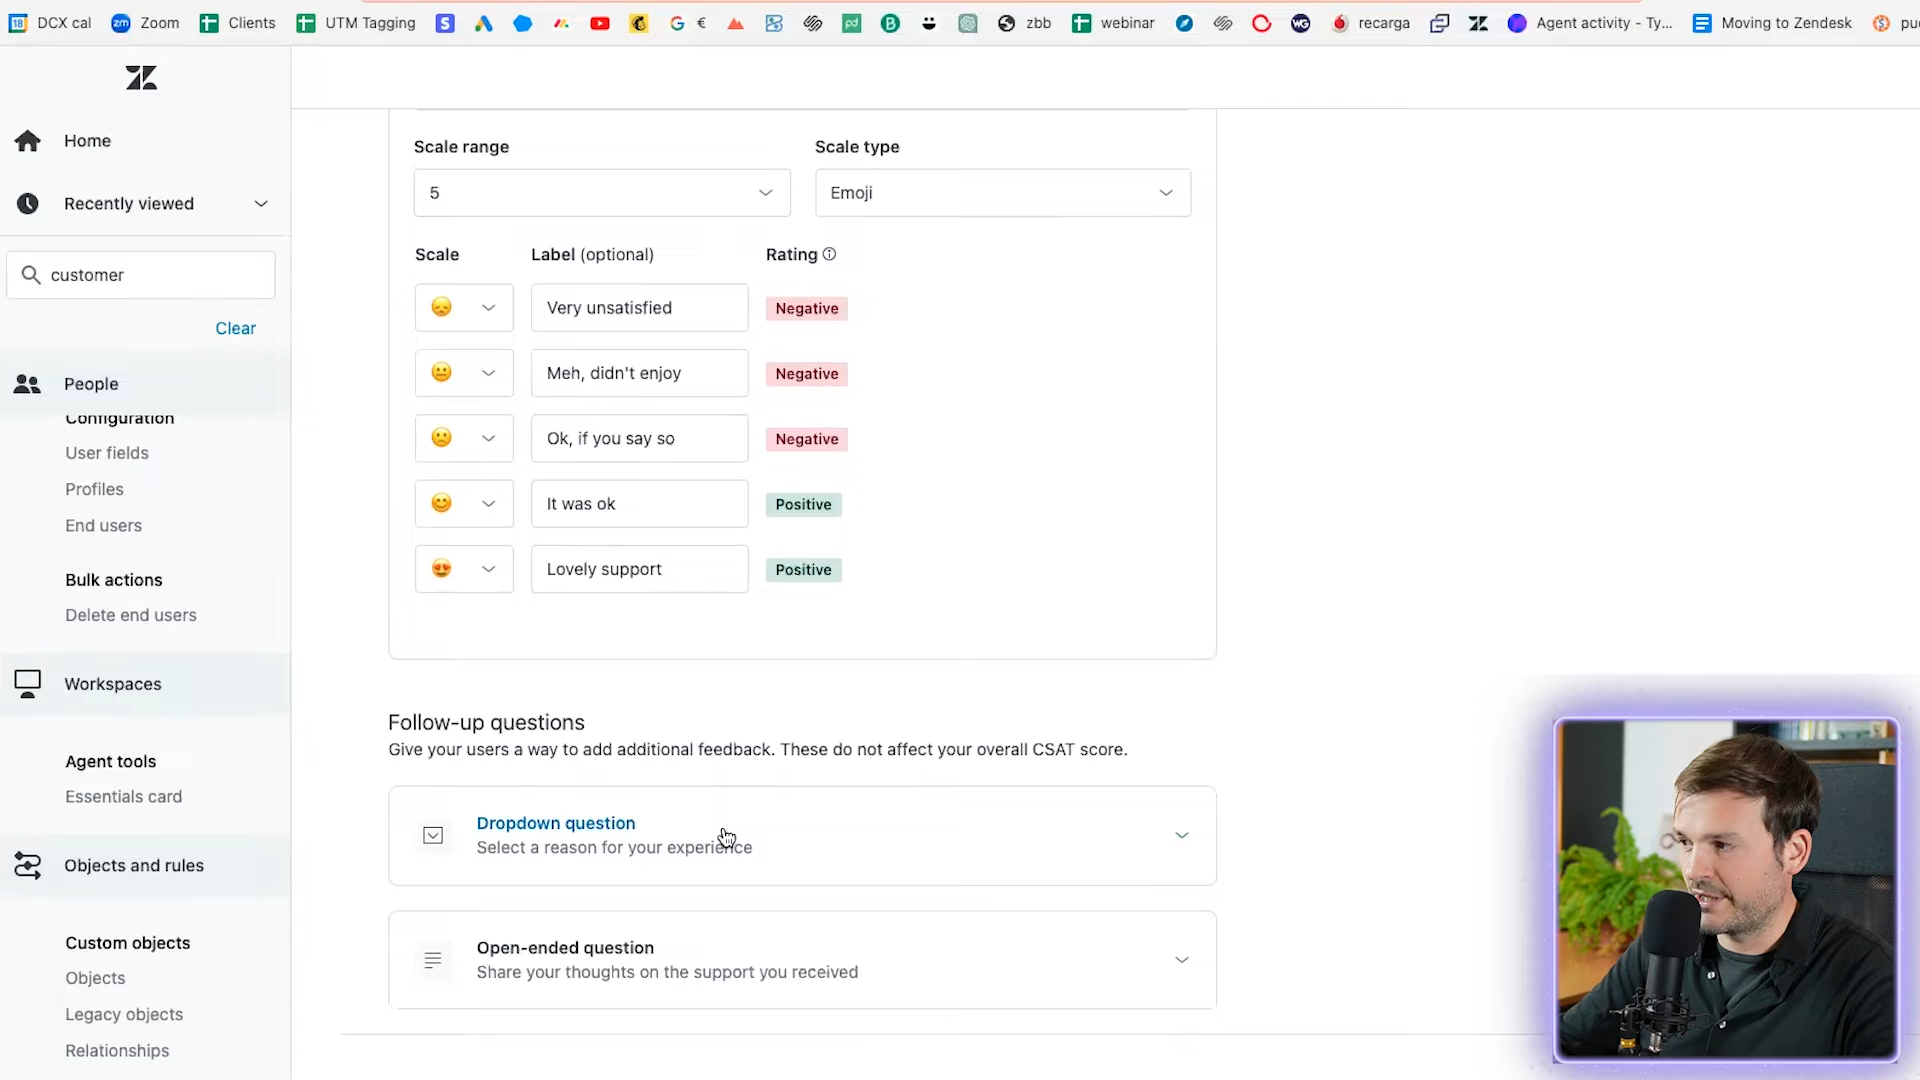 DCX cal
Zoom
Clients
UTM Tagging
zbb
webinar
recarga
Agent activity - Ty...
Moving to Zendesk
Home
Recently viewed
customer
Clear
People
Configuration
User fields
Profiles
End users
Bulk actions
Delete end users
Workspaces
Agent tools
Essentials card
Objects and rules
Custom objects
Objects
Legacy objects
Relationships
Scale range
Scale type
5
Emoji
Scale
Label (optional)
Rating
Very unsatisfied
Negative
Meh, didn't enjoy
Negative
Ok, if you say so
Negative
It was ok
Positive
Lovely support
Positive
Follow-up questions
Give your users a way to add additional feedback. These do not affect your overall CSAT score.
Dropdown question
Select a reason for your experience
Open-ended question
Share your thoughts on the support you received